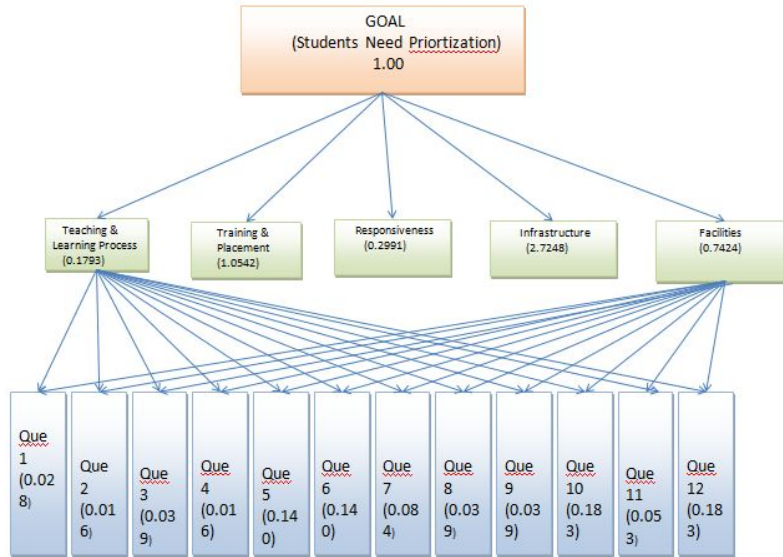 GOAL
(Students Need Priortization)
1.00
Teaching &
Learning Process
(0.1793)
Training &
Placement
(1.0542)
Responsiveness
(0.2991)
Infrastructure
(2.7248)
Facilities
(0.7424)
Que
1
(0.02
8)
Que
2
(0.01
6)
Que
3
(0.03
9)
Que
4
(0.01
6)
Que
5
(0.14
0)
Que
6
(0.14
0)
Que
7
(0.08
4)
Que
8
(0.03
9)
Que
9
(0.03
9)
Que
10
(0.18
3)
Que
11
(0.05
3)
Que
12
(0.18
3)